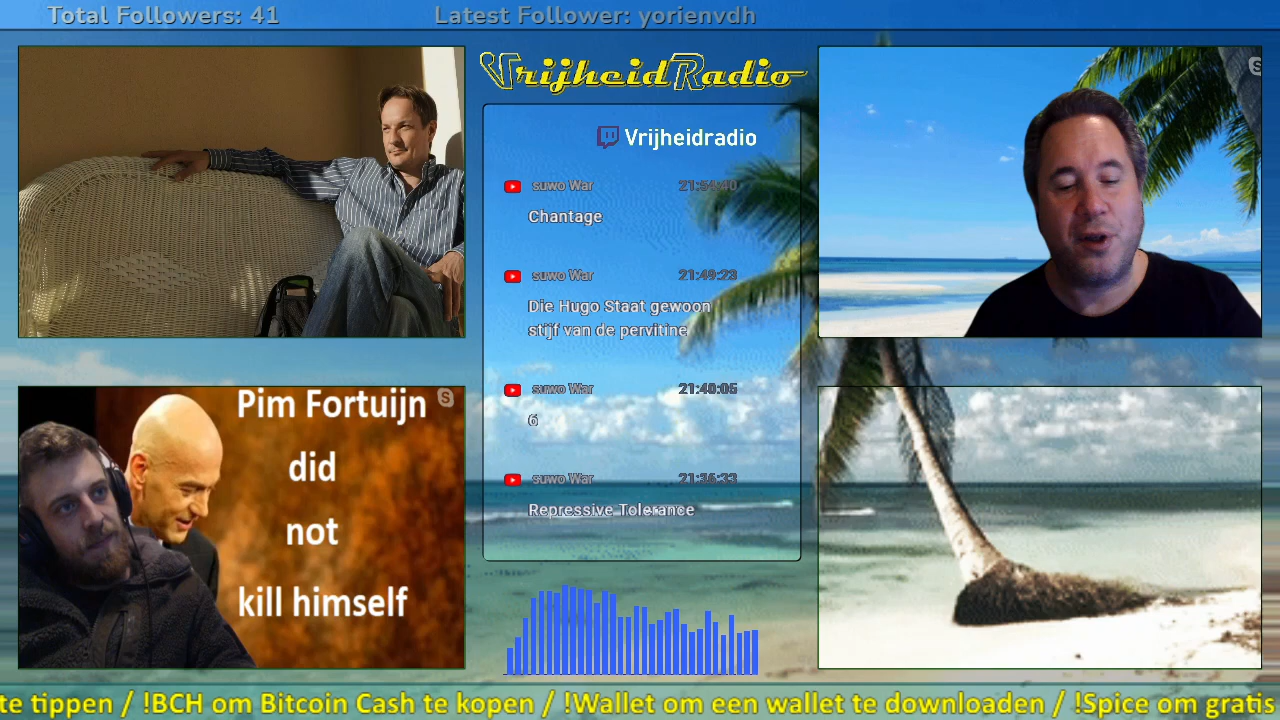 Total Followers: 41
Latest Follower: yorienvdh
VrijheidRadio
Vrijheidradio
suwo War 21:54:40
Chantage
suwo War 21:49:23
Die Hugo Staat gewoon
stijf van de pervitine
suwo War 21:40:05
6
suwo War 21:36:33
Repressive Tolerance
S
Pim Fortuijn
did
not
kill himself
S
te tippen / !BCH om Bitcoin Cash te kopen / !Wallet om een wallet te downloaden / !Spice om gratis